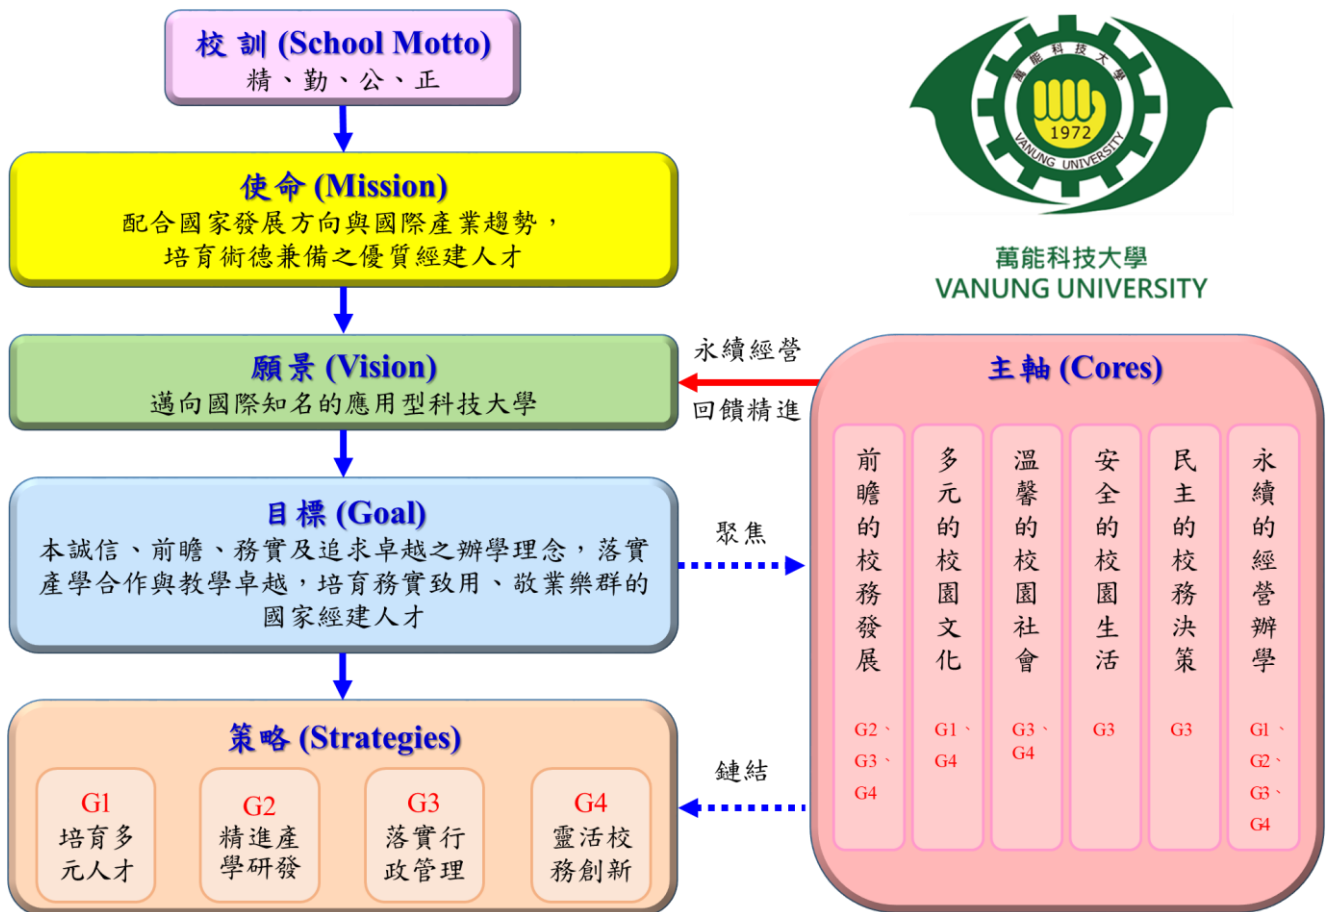 校 訓 (School Motto)
精、勤、公、正
使命 (Mission)
配合國家發展方向與國際產業趨勢，
培育術德兼備之優質經建人才
願景 (Vision)
邁向國際知名的應用型科技大學
目標 (Goal)
本誠信、前瞻、務實及追求卓越之辦學理念，落實
產學合作與教學卓越，培育務實致用、敬業樂群的
國家經建人才
策略 (Strategies)
G1
培育多
元人才
G2
精進產
學研發
G3
落實行
政管理
G4
靈活校
務創新
萬能科技大學
1972
VANUNG UNIVERSITY
萬能科技大學
VANUNG UNIVERSITY
永續經營
回饋精進
聚焦
鏈結
主軸 (Cores)
前瞻的校務發展
G2、
G3、
G4
多元的校園文化
G1、
G4
溫馨的校園社會
G3、
G4
安全的校園生活
G3
民主的校務決策
G3
永續的經營辦學
G1、
G2、
G3、
G4